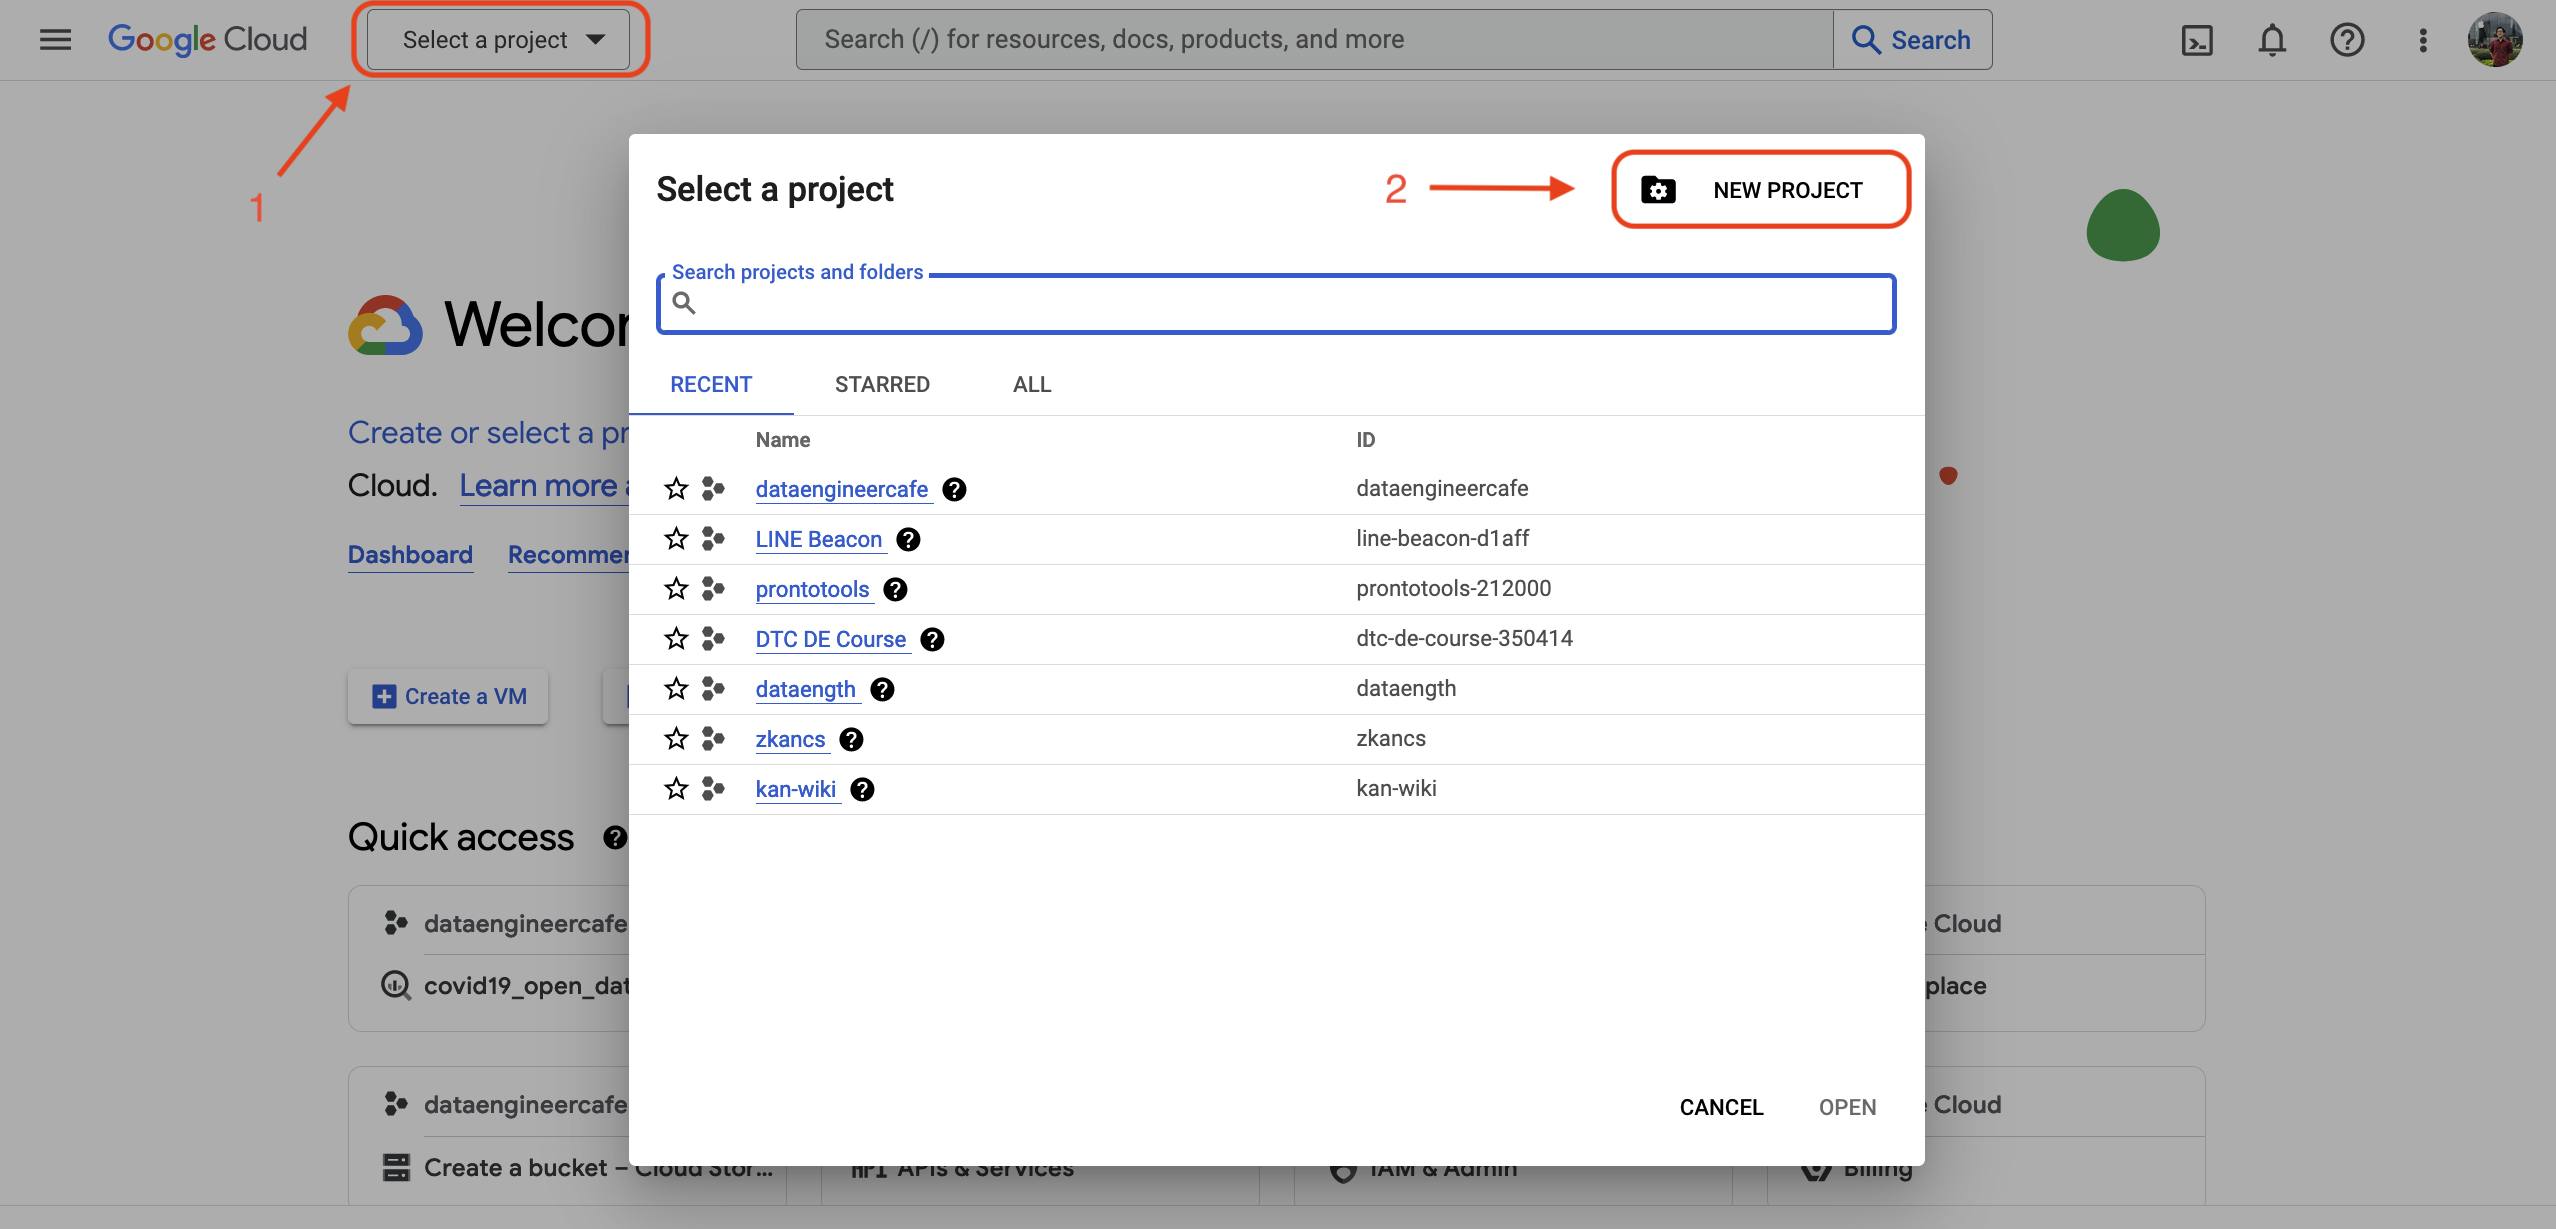 Google Cloud
Select a project
Search (/) for resources, docs, products, and more
Search
1
Select a project
2
NEW PROJECT
Search projects and folders
RECENT STARRED ALL
Name ID
dataengineercafe dataengineercafe
LINE Beacon line-beacon-d1aff
prontotools prontotools-212000
DTC DE Course dtc-de-course-350414
dataength dataength
zkancs zkancs
kan-wiki kan-wiki
CANCEL OPEN
Create or select a
Cloud. Learn more
Dashboard
Create a VM
Quick access
dataengineercafe
Cloud
covid19_open_dat
place
dataengineercafe
Cloud
Create a bucket – Cloud Stor...
APIs & Services
IAM & Admin
Billing